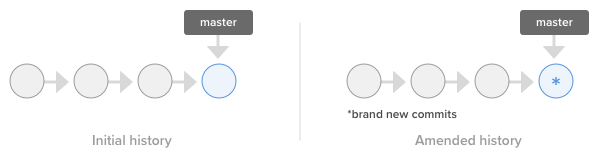 master
master
*
*brand new commits
Initial history
Amended history